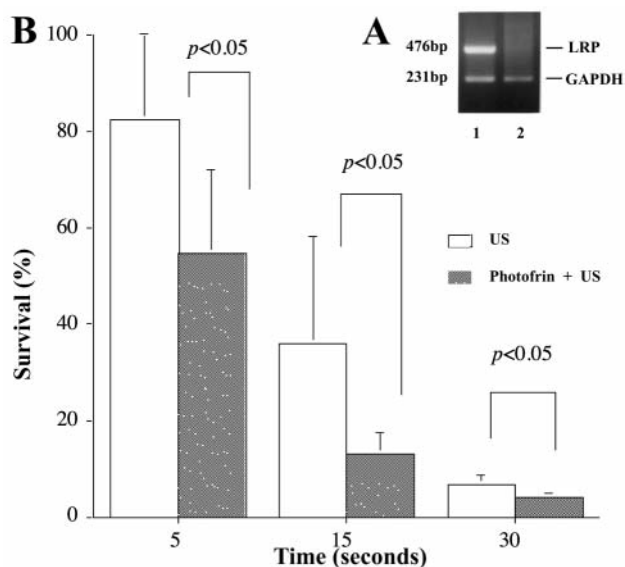 B
A
p<0.05
476bp
LRP
231bp
GAPDH
1 2
p<0.05
US
Photofrin + US
p<0.05
Survival (%)
100
80
60
40
20
0
5 15 30
Time (seconds)